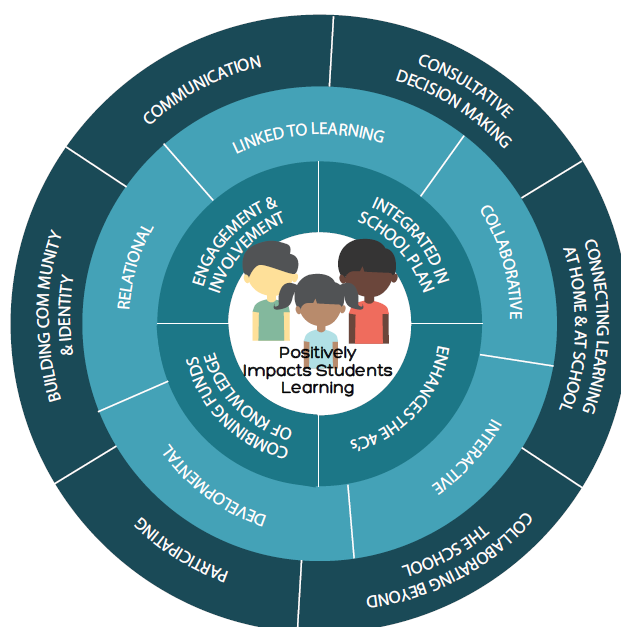 COMMUNICATION
CONSULTATIVE
DECISION MAKING
CONNECTING LEARNING
AT HOME & AT SCHOOL
COLLABORATING BEYOND
THE SCHOOL
PARTICIPATING
BUILDING COMMUNITY
& IDENTITY
LINKED TO LEARNING
COLLABORATIVE
INTERACTIVE
DEVELOPMENTAL
RELATIONAL
ENGAGEMENT &
INVOLVEMENT
INTEGRATED IN
SCHOOL PLAN
ENHANCES THE 4C's
COMBINING FUNDS
OF KNOWLEDGE
Positively
Impacts Students
Learning